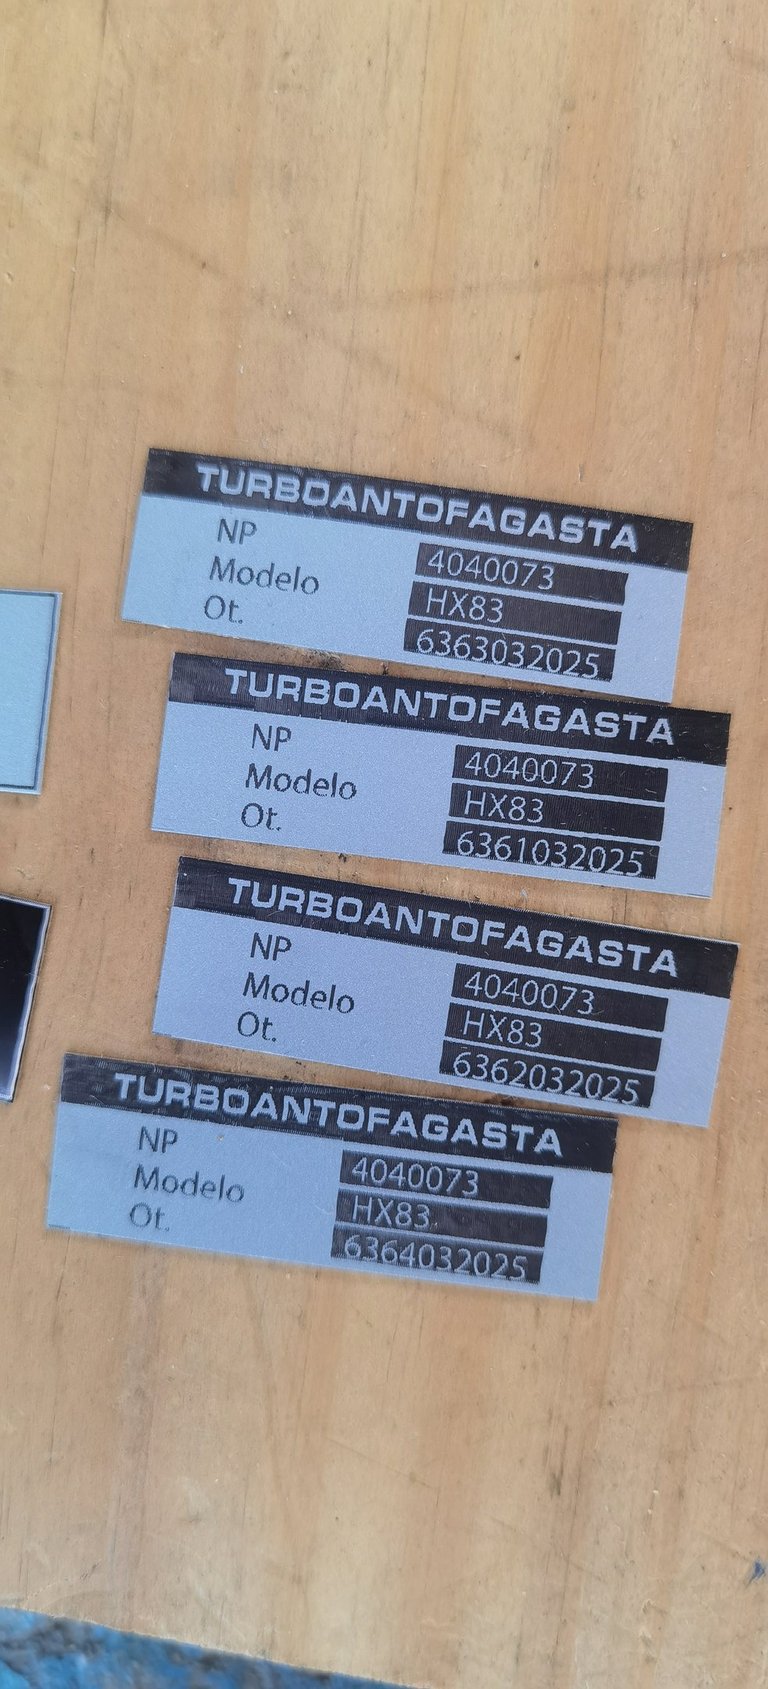 TURBOANTOFAGASTA
NP 4040073
Modelo HX83
Ot. 6363032025
TURBOANTOFAGASTA
NP 4040073
Modelo HX83
Ot. 6361032025
TURBOANTOFAGASTA
NP 4040073
Modelo HX83
Ot. 6362032025
TURBOANTOFAGASTA
NP 4040073
Modelo HX83
Ot. 6364032025